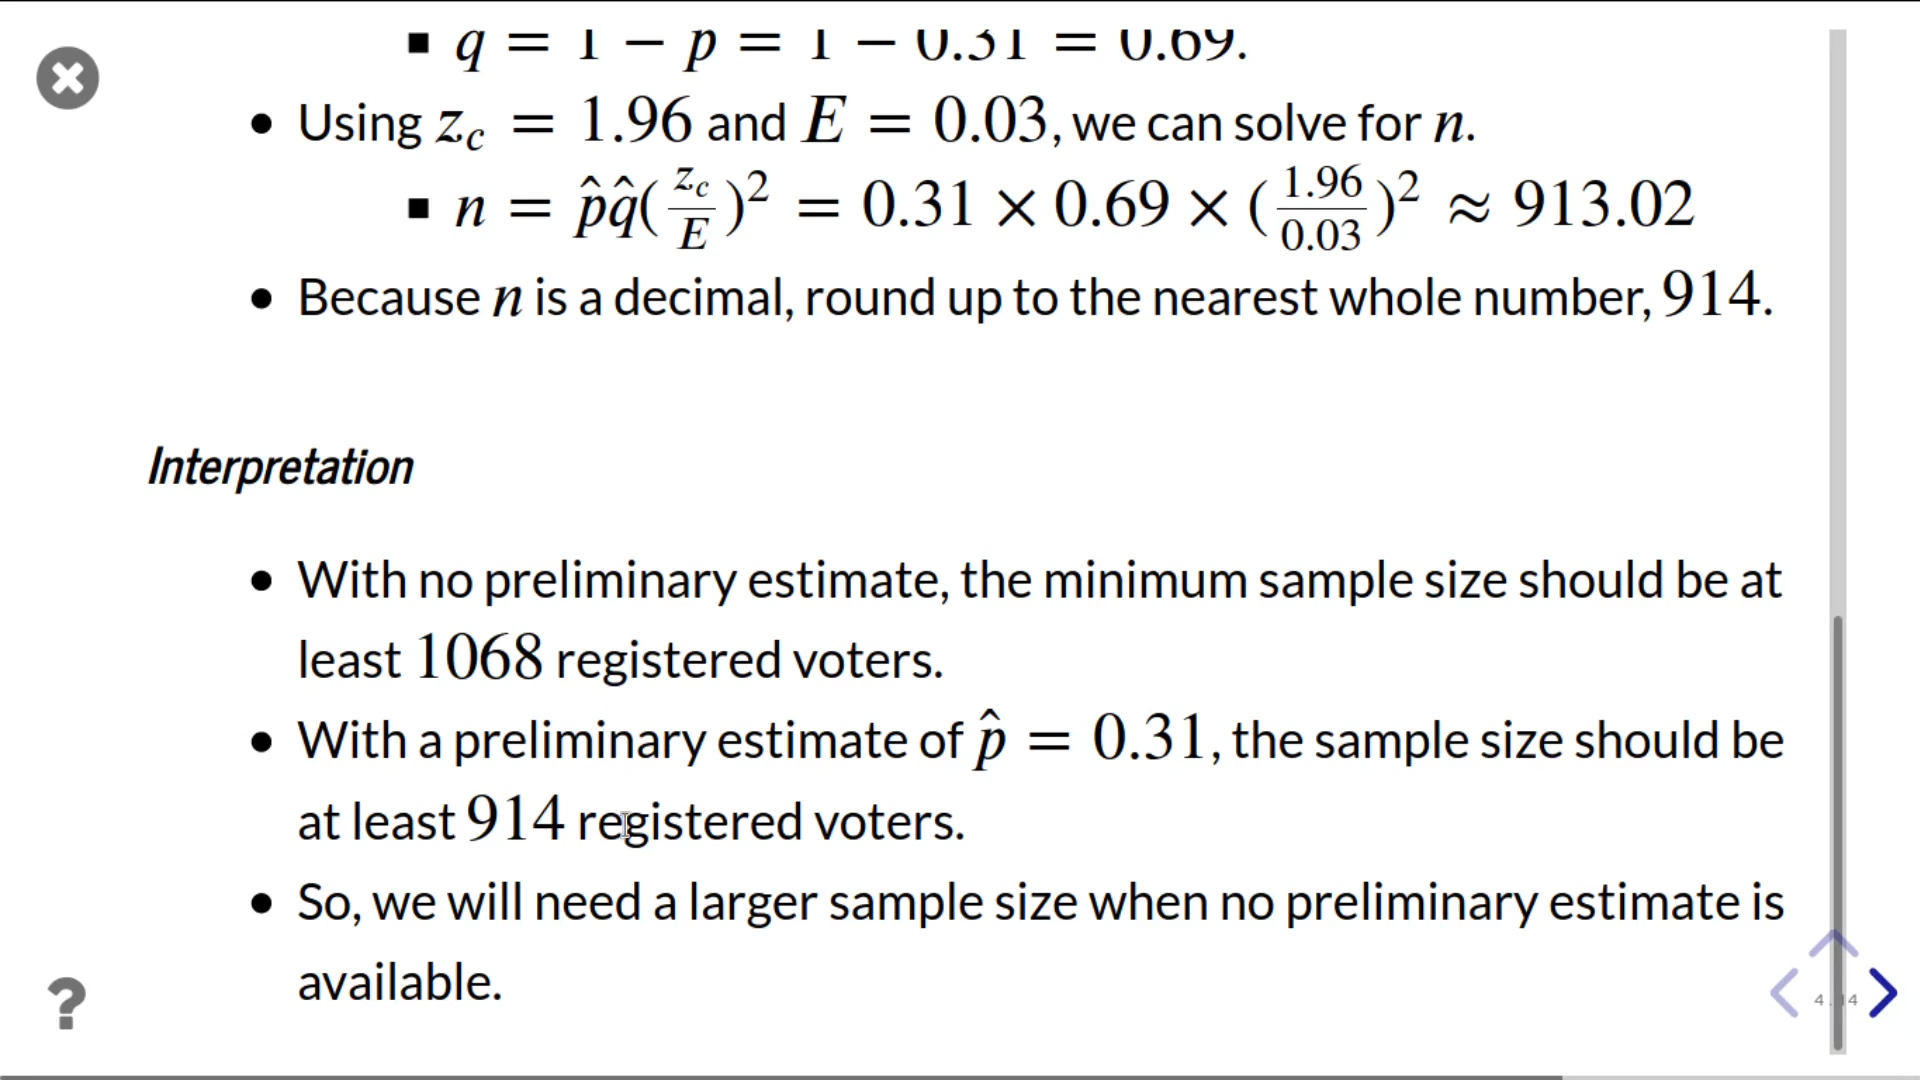 ■ q = 1 − p = 1 − 0.31 = 0.69.
● Using z_c = 1.96 and E = 0.03, we can solve for n.
■ n = p̂q̂(z_c/E)² = 0.31 × 0.69 × (1.96/0.03)² ≈ 913.02
● Because n is a decimal, round up to the nearest whole number, 914.
Interpretation
● With no preliminary estimate, the minimum sample size should be at
least 1068 registered voters.
● With a preliminary estimate of p̂ = 0.31, the sample size should be
at least 914 registered voters.
● So, we will need a larger sample size when no preliminary estimate is
available.
?